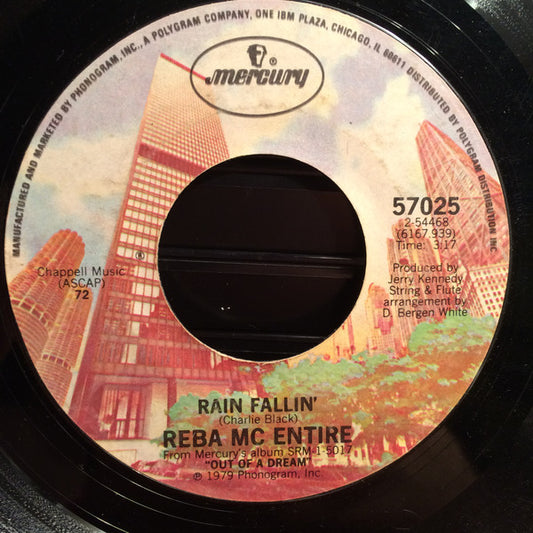 MANUFACTURED AND MARKETED BY PHONOGRAM, INC., A POLYGRAM COMPANY, ONE IBM PLAZA, CHICAGO, IL 60611 DISTRIBUTED BY POLYGRAM DISTRIBUTION, INC
mercury®
57025
2-54468
(6167.939)
Time: 3:17
Chappell Music
(ASCAP)
72
Produced by
Jerry Kennedy
String & Flute
arrangement by
D. Bergen White
RAIN FALLIN'
(Charlie Black)
REBA MC ENTIRE
From Mercury's album SRM-1-5017
"OUT OF A DREAM"
℗ 1979 Phonogram, Inc.